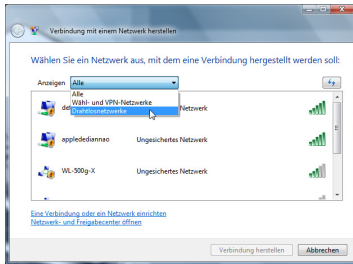 Verbindung mit einem Netzwerk herstellen
Wählen Sie ein Netzwerk aus, mit dem eine Verbindung hergestellt werden soll:
Anzeigen Alle
Alle
Wähl- und VPN-Netzwerke
Drahtlosnetzwerke
Netzwerk
appledediannao Ungesichertes Netzwerk
WL-500g-X Ungesichertes Netzwerk
Eine Verbindung oder ein Netzwerk einrichten
Netzwerk- und Freigabecenter öffnen
Verbindung herstellen Abbrechen